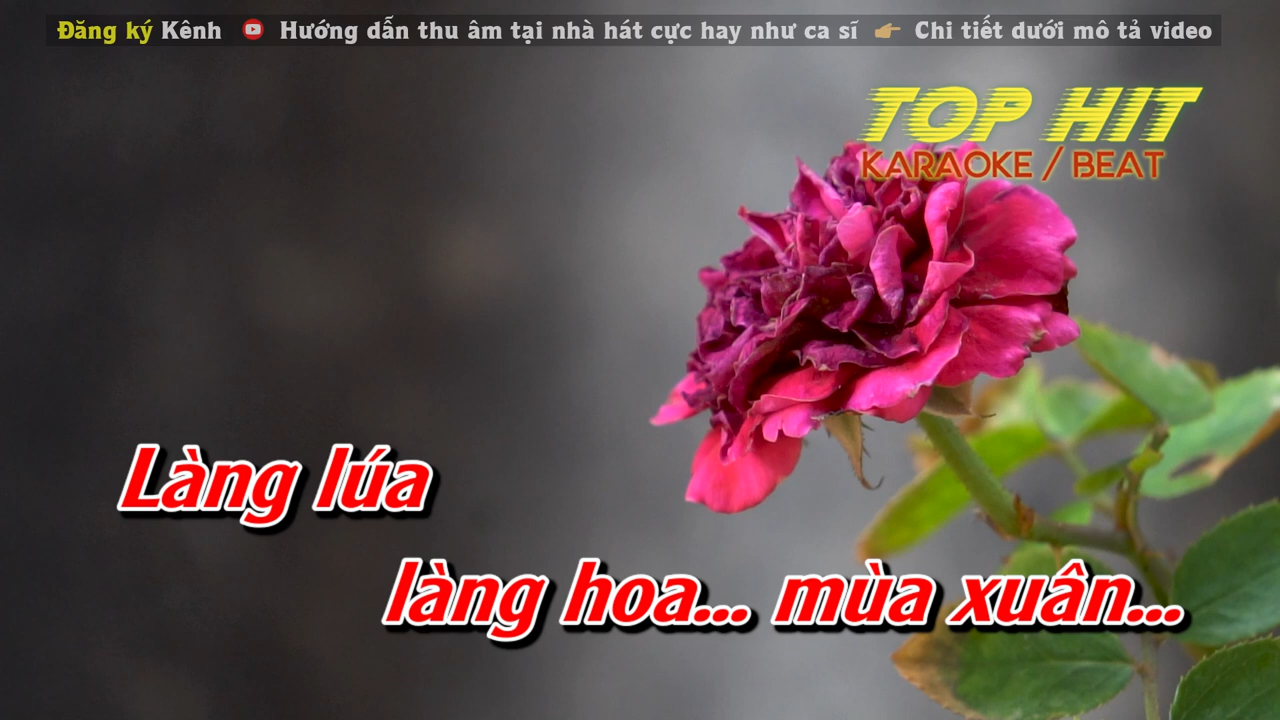 Đăng ký Kênh Hướng dẫn thu âm tại nhà hát cực hay như ca sí Chi tiết dưới mô tả video
TOP HIT
KARAOKE / BEAT
Làng lúa
làng hoa... mùa xuân...